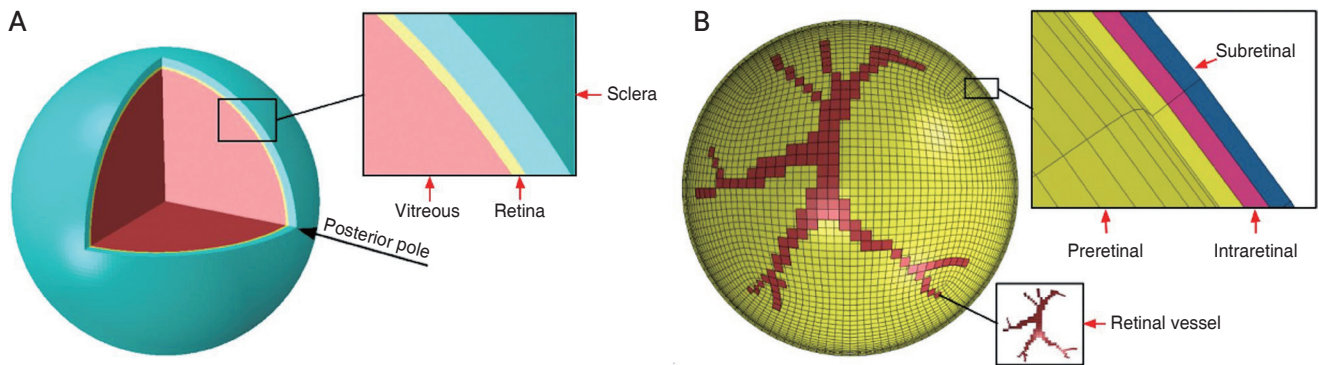 A
Sclera
Vitreous
Retina
Posterior pole
B
Subretinal
Preretinal
Intraretinal
Retinal vessel